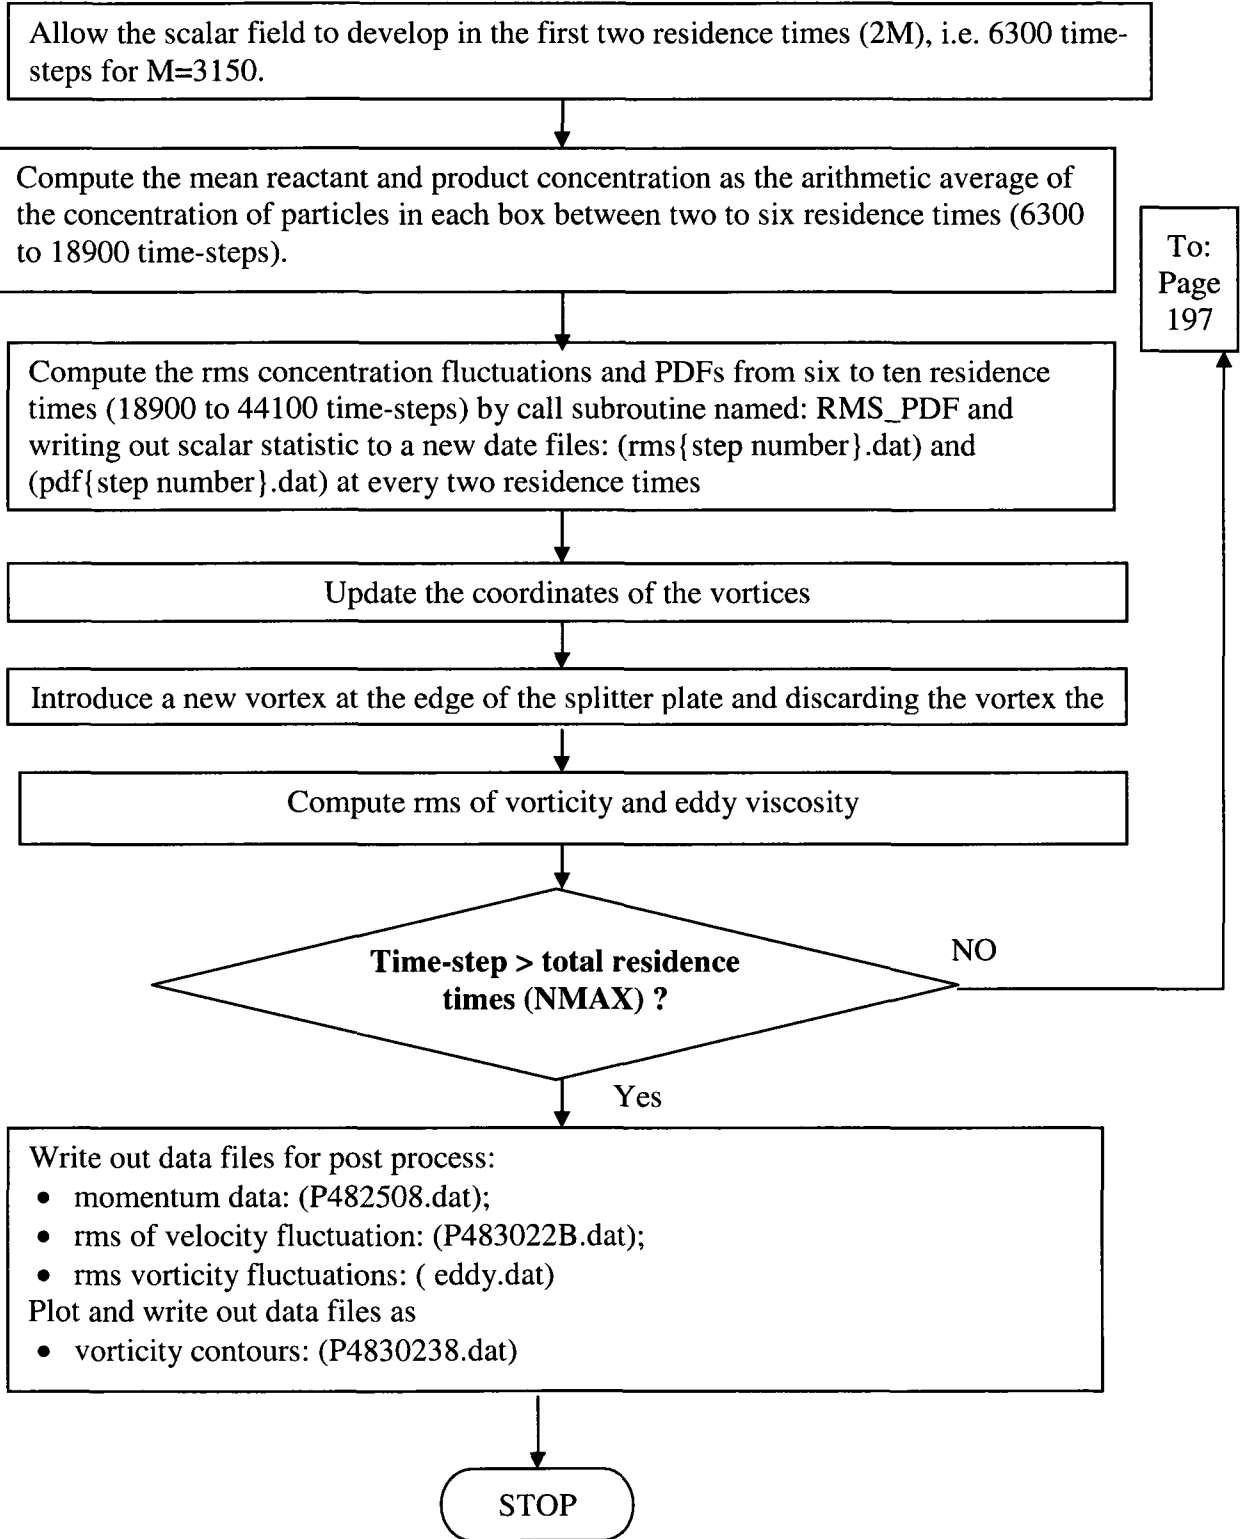 Allow the scalar field to develop in the first two residence times (2M), i.e. 6300 time-
steps for M=3150.
Compute the mean reactant and product concentration as the arithmetic average of
the concentration of particles in each box between two to six residence times (6300
to 18900 time-steps).
To:
Page
197
Compute the rms concentration fluctuations and PDFs from six to ten residence
times (18900 to 44100 time-steps) by call subroutine named: RMS_PDF and
writing out scalar statistic to a new date files: (rms{step number}.dat) and
(pdf{step number}.dat) at every two residence times
Update the coordinates of the vortices
Introduce a new vortex at the edge of the splitter plate and discarding the vortex the
Compute rms of vorticity and eddy viscosity
Time-step > total residence
times (NMAX) ?
NO
Yes
Write out data files for post process:
• momentum data: (P482508.dat);
• rms of velocity fluctuation: (P483022B.dat);
• rms vorticity fluctuations: ( eddy.dat)
Plot and write out data files as
• vorticity contours: (P4830238.dat)
STOP